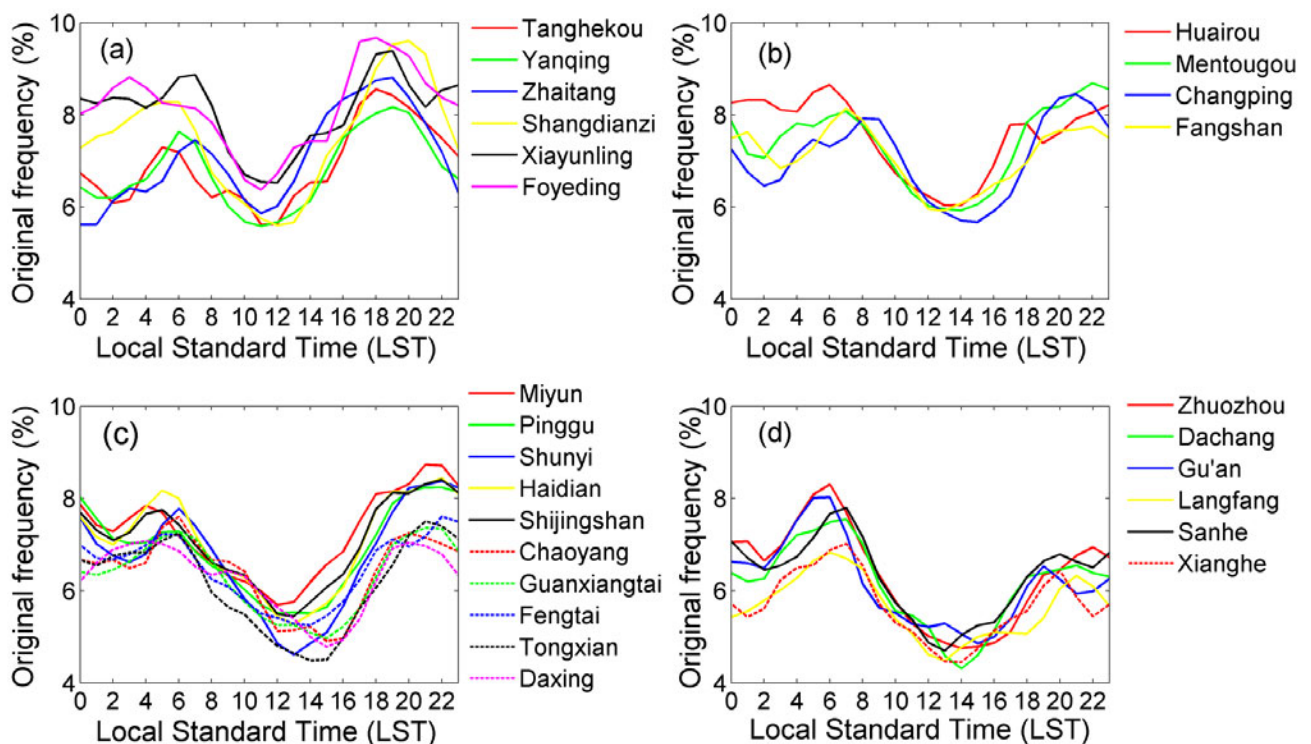 (a)
Original frequency (%)
10
8
6
4
0 2 4 6 8 10 12 14 16 18 20 22
Local Standard Time (LST)
Tanghekou
Yanqing
Zhaitang
Shangdianzi
Xiayunling
Foyeding
(b)
Original frequency (%)
10
8
6
4
0 2 4 6 8 10 12 14 16 18 20 22
Local Standard Time (LST)
Huairou
Mentougou
Changping
Fangshan
(c)
Original frequency (%)
10
8
6
4
0 2 4 6 8 10 12 14 16 18 20 22
Local Standard Time (LST)
Miyun
Pinggu
Shunyi
Haidian
Shijingshan
Chaoyang
Guanxiangtai
Fengtai
Tongxian
Daxing
(d)
Original frequency (%)
10
8
6
4
0 2 4 6 8 10 12 14 16 18 20 22
Local Standard Time (LST)
Zhuozhou
Dachang
Gu'an
Langfang
Sanhe
Xianghe